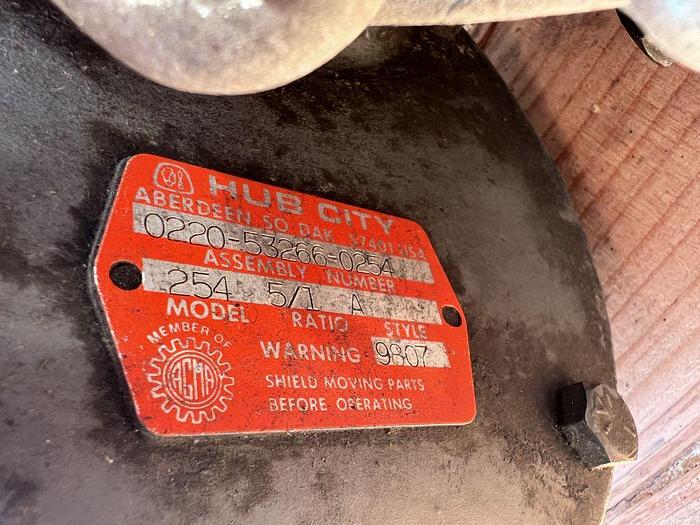 HUB CITY
ABERDEEN, SO. DAK. 57401 USA
0220-53266-0254
ASSEMBLY NUMBER
254 5/1 A
MODEL RATIO STYLE
MEMBER OF
AGMA
WARNING 9807
SHIELD MOVING PARTS
BEFORE OPERATING